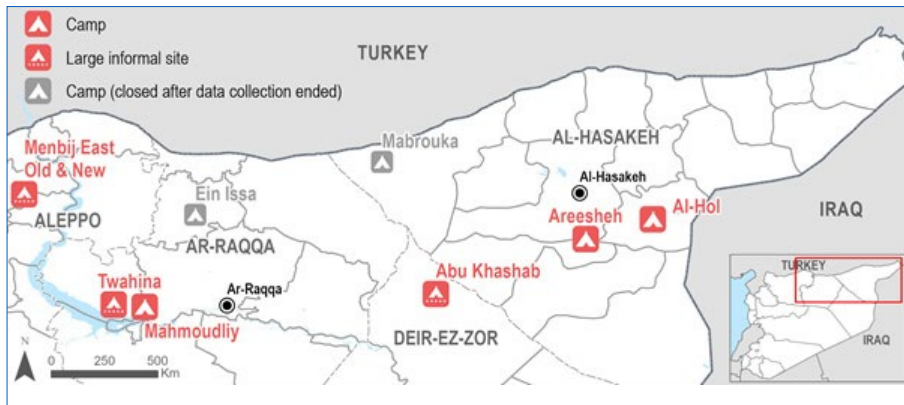 Camp
Large informal site
Camp (closed after data collection ended)
TURKEY
Menbij East
Old & New
Mabrouka
AL-HASAKEH
Al-Hasakeh
Ein Issa
ALEPPO
Areesheh
Al-Hol
IRAQ
AR-RAQQA
Abu Khashab
Twahina
Ar-Raqqa
Mahmoudliy
DEIR-EZ-ZOR
TURKEY
IRAQ
N
0 250 500
Km